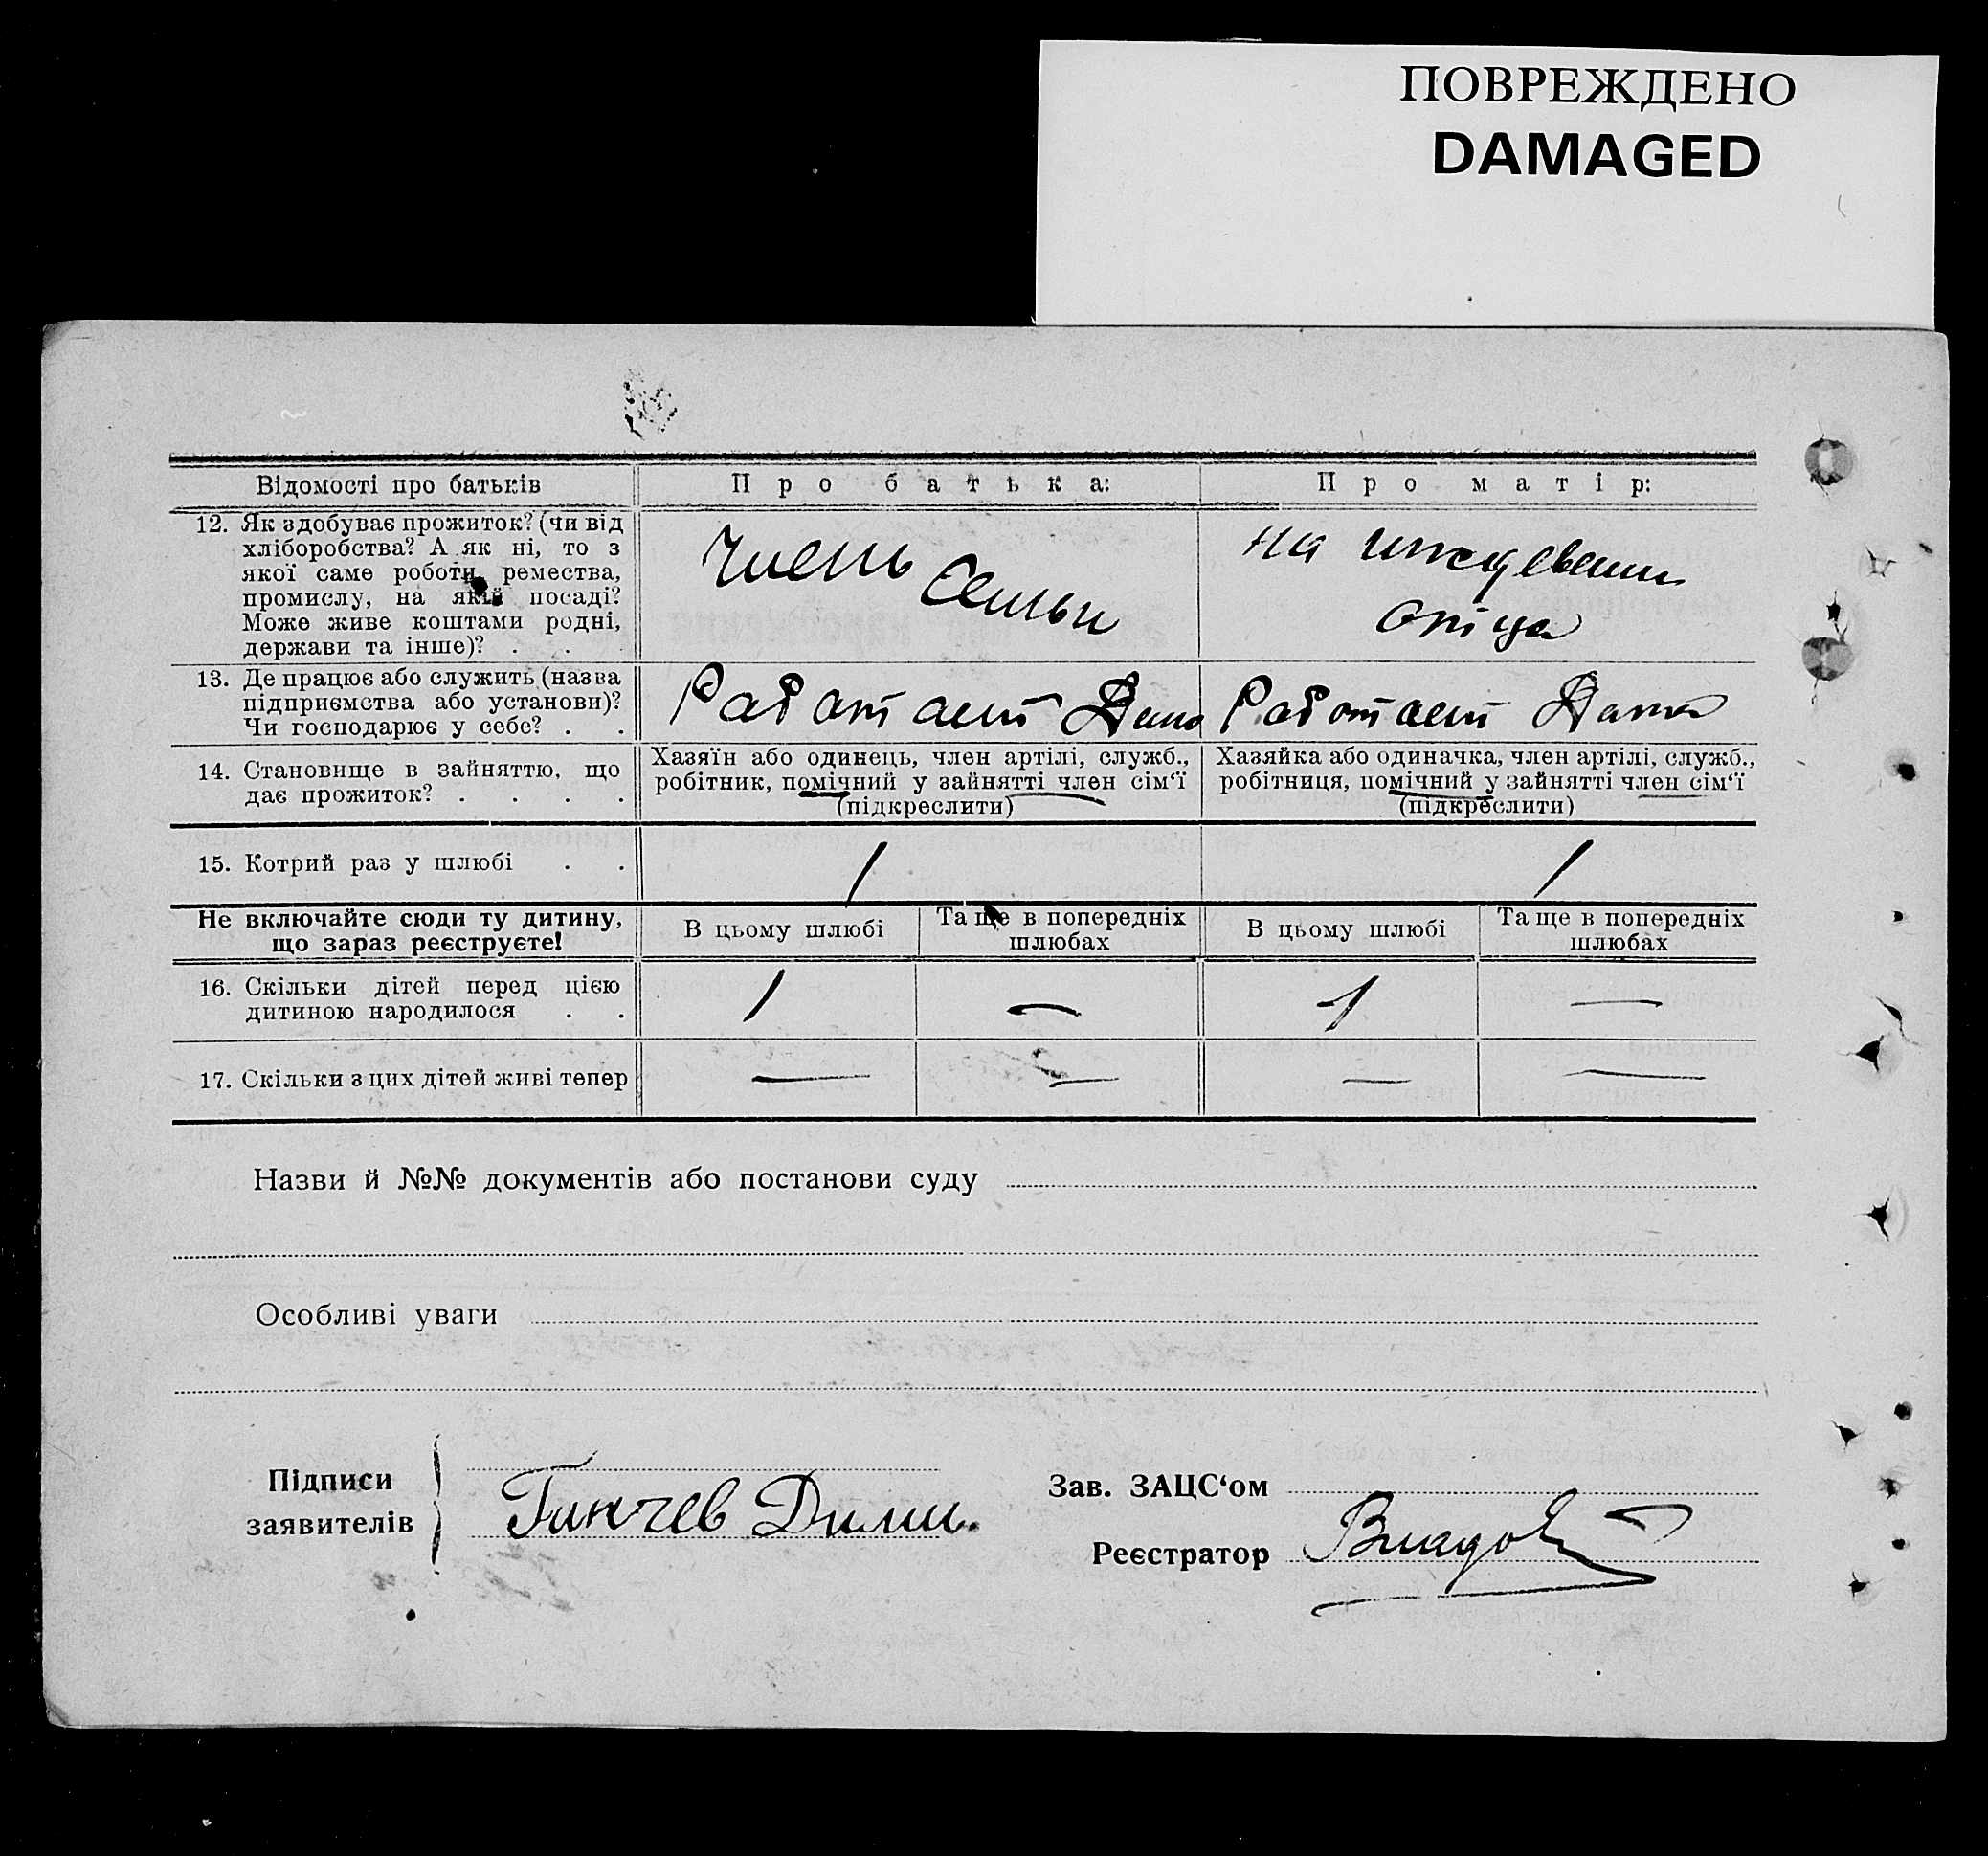 ПОВРЕЖДЕНО
DAMAGED
Відомості про батьків
Про батька:
Про матір:
12. Як здобуває прожиток? (чи від
хліборобства? А як ні, то з
якої саме роботи, ремества,
промислу, на якій посаді?
Може живе коштами родні,
держави та інше)? . .
Член Семьи
на иждевении
отца
13. Де працює або служить (назва
підприємства або установи)?
Чи господарює у себе? . .
Работает Дома
Работает Дома
14. Становище в зайняттю, що
дає прожиток? . . . .
Хазяїн або одинець, член артілі, служб.,
робітник, помічний у зайнятті член сім‘ї
(підкреслити)
Хазяйка або одиначка, член артілі, служб.,
робітниця, помічний у зайнятті член сім‘ї
(підкреслити)
15. Котрий раз у шлюбі . .
1
1
Не включайте сюди ту дитину,
що зараз реєструєте!
В цьому шлюбі
Та ще в попередніх
шлюбах
В цьому шлюбі
Та ще в попередніх
шлюбах
16. Скільки дітей перед цією
дитиною народилося . .
1
—
1
—
17. Скільки з цих дітей живі тепер
—
—
—
—
Назви й №№ документів або постанови суду
Особливі уваги
Підписи
заявителів
Гинчев Дими.
Зав. ЗАЦС‘ом
Реєстратор